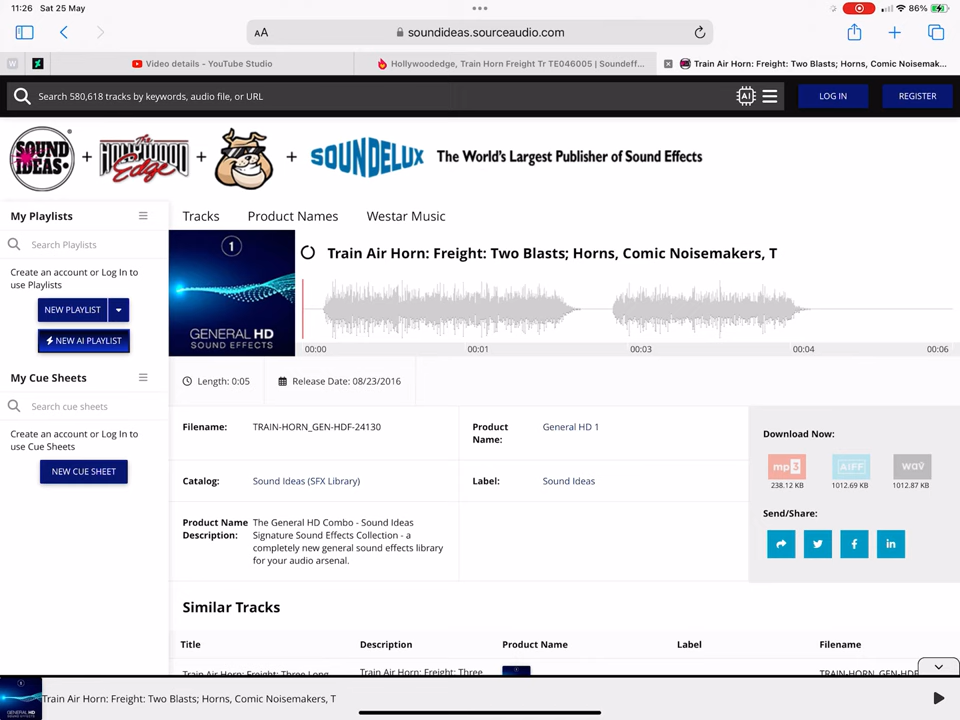 11:26 Sat 25 May
86%
AA
soundideas.sourceaudio.com
W
Video details - YouTube Studio
Hollywoodedge, Train Horn Freight Tr TE046005 | Soundeff...
Train Air Horn: Freight: Two Blasts; Horns, Comic Noisemak...
Search 580,618 tracks by keywords, audio file, or URL
AI
LOG IN
REGISTER
SOUND IDEAS + The Hollywood Edge + + SOUNDELUX The World's Largest Publisher of Sound Effects
My Playlists
Tracks
Product Names
Westar Music
Search Playlists
1
Train Air Horn: Freight: Two Blasts; Horns, Comic Noisemakers, T
Create an account or Log In to
use Playlists
NEW PLAYLIST
NEW AI PLAYLIST
GENERAL HD
SOUND EFFECTS
00:00
00:01
00:03
00:04
00:06
My Cue Sheets
Length: 0:05
Release Date: 08/23/2016
Search cue sheets
Create an account or Log In to
use Cue Sheets
NEW CUE SHEET
Filename:
TRAIN-HORN_GEN-HDF-24130
Product
Name:
General HD 1
Catalog:
Sound Ideas (SFX Library)
Label:
Sound Ideas
Product Name
Description:
The General HD Combo - Sound Ideas
Signature Sound Effects Collection - a
completely new general sound effects library
for your audio arsenal.
Download Now:
mp3
AIFF
wav
238.12 KB
1012.69 KB
1012.87 KB
Send/Share:
f
in
Similar Tracks
Title
Description
Product Name
Label
Filename
Train Air Horn: Freight: Three Long
Train Air Horn: Freight: Three
TRAIN-HORN_GEN-HDF
Train Air Horn: Freight: Two Blasts; Horns, Comic Noisemakers, T